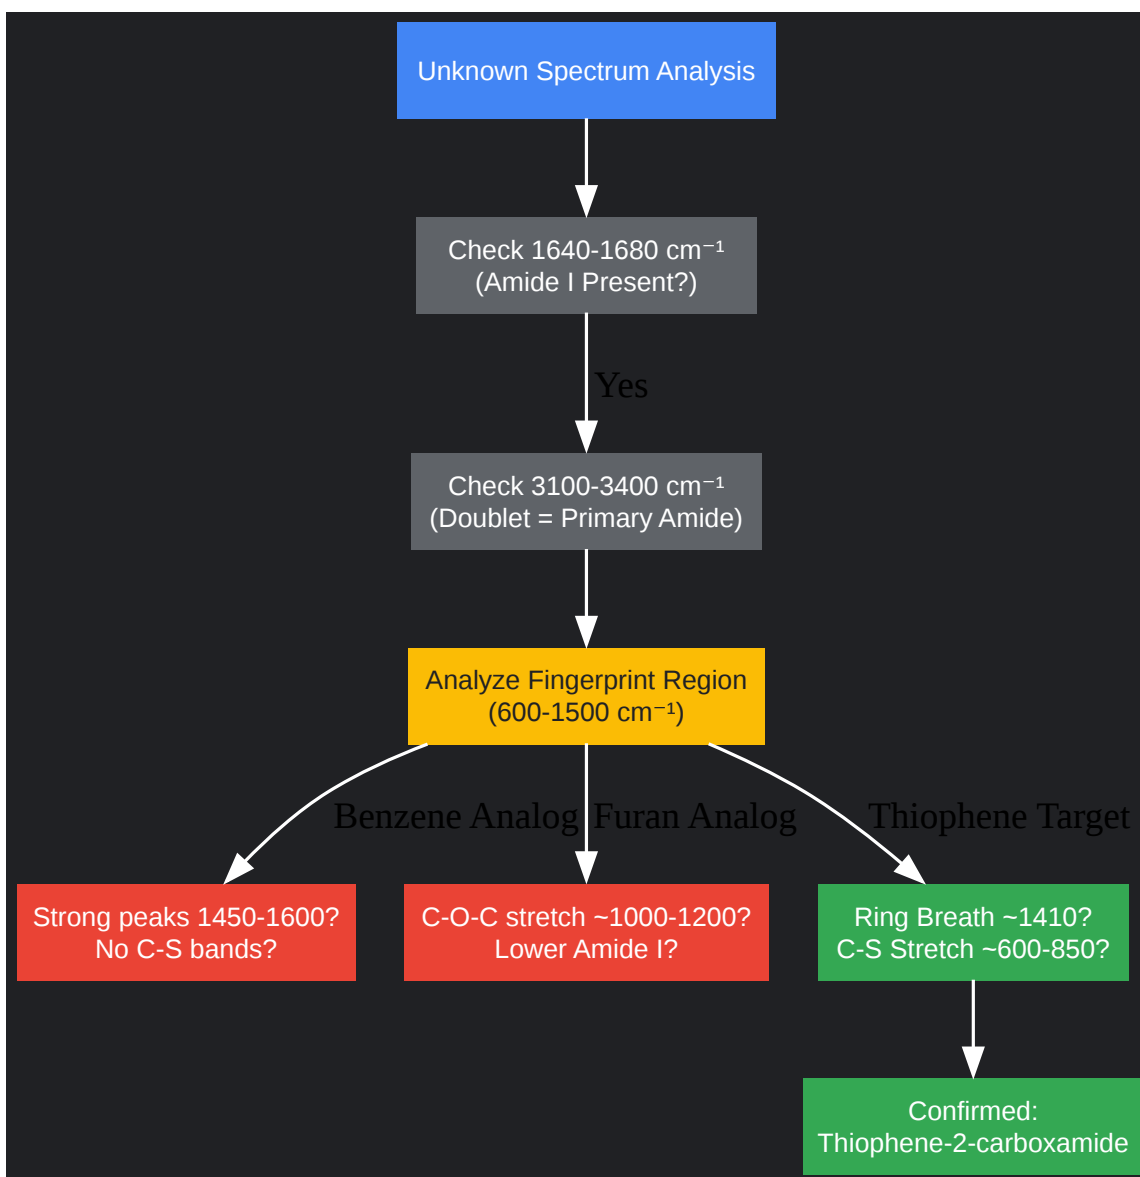 Unknown Spectrum Analysis
Check 1640-1680 cm⁻¹
(Amide I Present?)
Yes
Check 3100-3400 cm⁻¹
(Doublet = Primary Amide)
Analyze Fingerprint Region
(600-1500 cm⁻¹)
Benzene Analog
Furan Analog
Thiophene Target
Strong peaks 1450-1600?
No C-S bands?
C-O-C stretch ~1000-1200?
Lower Amide I?
Ring Breath ~1410?
C-S Stretch ~600-850?
Confirmed:
Thiophene-2-carboxamide